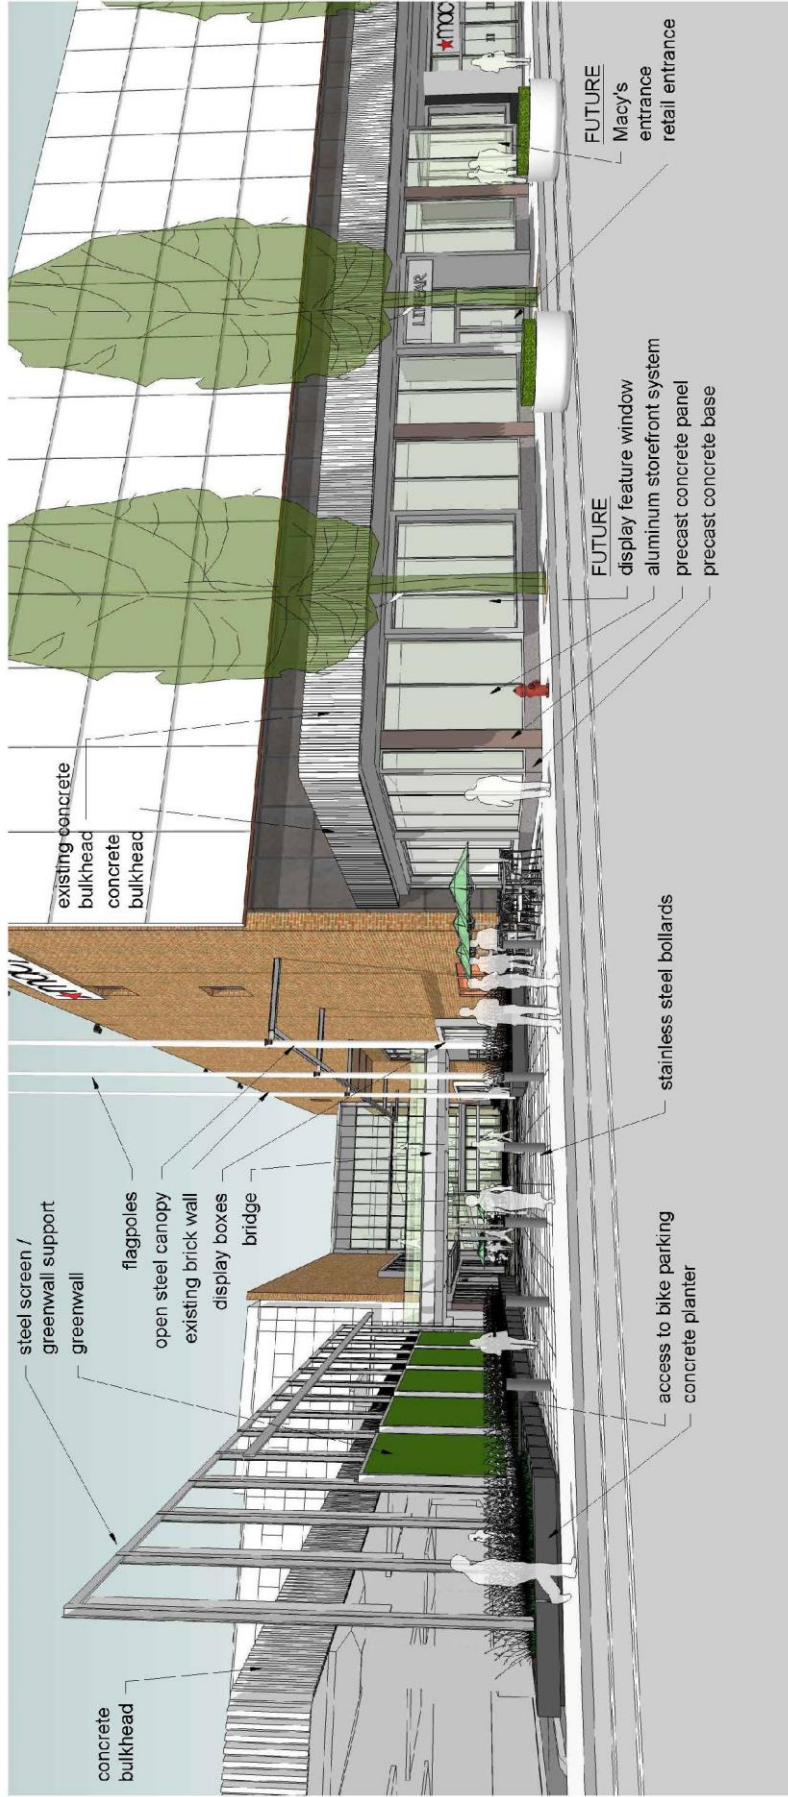 concrete
bulkhead
steel screen /
greenwall support
greenwall
flagpoles
open steel canopy
existing brick wall
display boxes
bridge
existing concrete
bulkhead
concrete
bulkhead
access to bike parking
concrete planter
stainless steel bollards
FUTURE
display feature window
aluminum storefront system
precast concrete panel
precast concrete base
FUTURE
Macy's
entrance
retail entrance